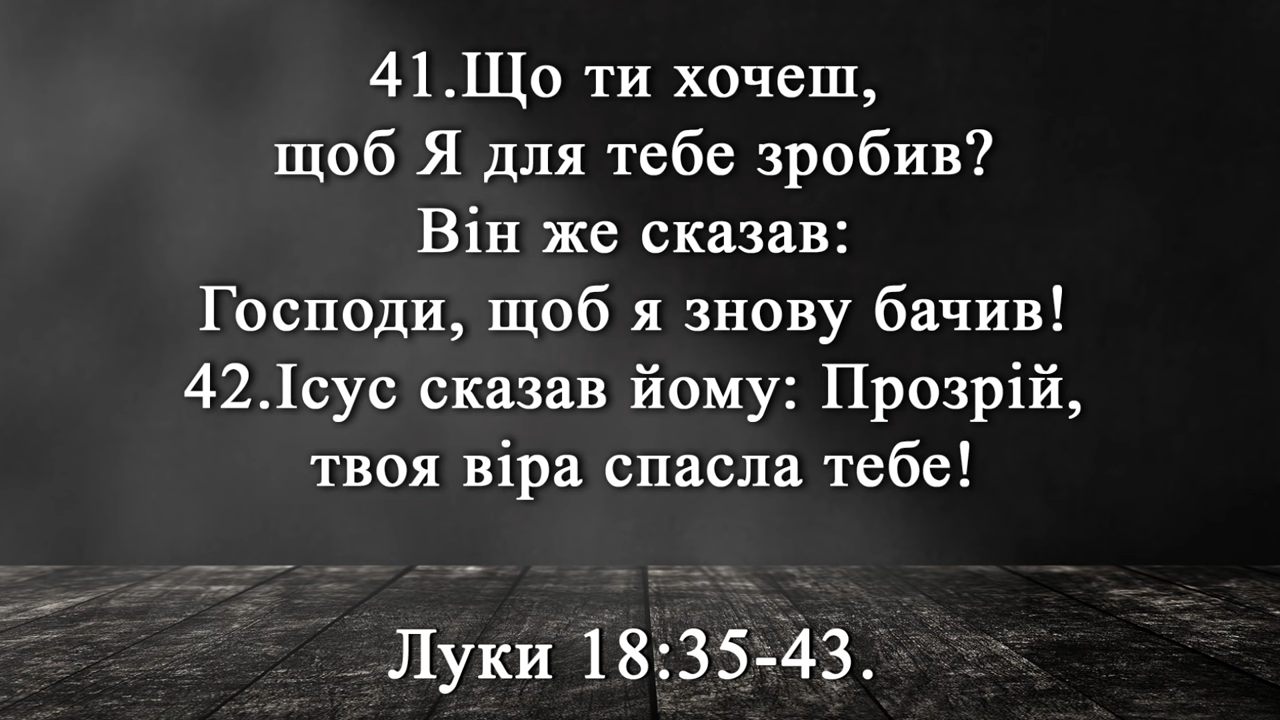 41.Що ти хочеш,
щоб Я для тебе зробив?
Він же сказав:
Господи, щоб я знову бачив!
42.Ісус сказав йому: Прозрій,
твоя віра спасла тебе!
Луки 18:35-43.